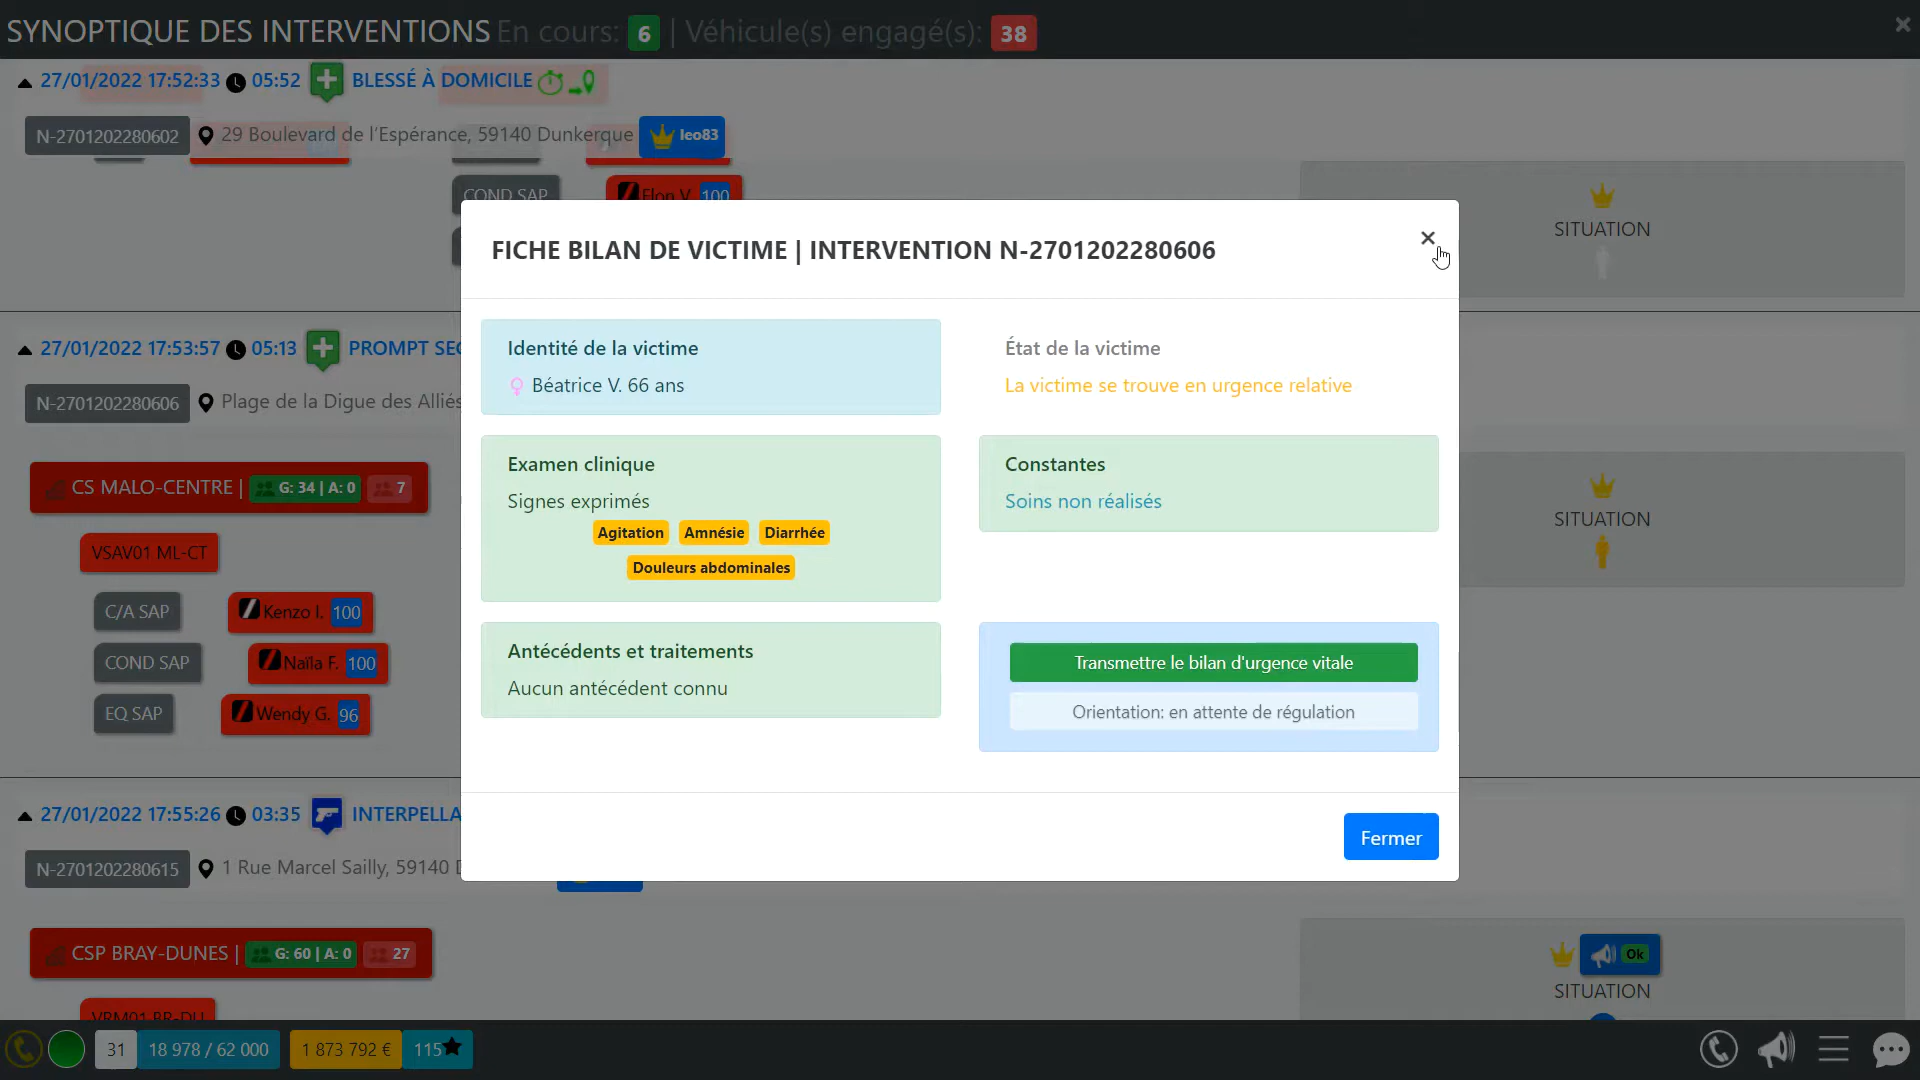 SYNOPTIQUE DES INTERVENTIONS En cours: 6 | Véhicule(s) engagé(s): 38
27/01/2022 17:52:33 05:52 BLESSÉ À DOMICILE
N-2701202280602 29 Boulevard de l'Espérance, 59140 Dunkerque leo83
COND SAP Elon V. 100
SITUATION
FICHE BILAN DE VICTIME | INTERVENTION N-2701202280606
Identité de la victime
Béatrice V. 66 ans
État de la victime
La victime se trouve en urgence relative
Examen clinique
Signes exprimés
Agitation Amnésie Diarrhée
Douleurs abdominales
Constantes
Soins non réalisés
Antécédents et traitements
Aucun antécédent connu
Transmettre le bilan d'urgence vitale
Orientation: en attente de régulation
Fermer
27/01/2022 17:53:57 05:13 PROMPT SEC
N-2701202280606 Plage de la Digue des Alliés
SITUATION
CS MALO-CENTRE | G: 34 | A: 0 7
VSAV01 ML-CT
C/A SAP Kenzo I. 100
COND SAP Naïla F. 100
EQ SAP Wendy G. 96
27/01/2022 17:55:26 03:35 INTERPELLA
N-2701202280615 1 Rue Marcel Sailly, 59140
CSP BRAY-DUNES | G: 60 | A: 0 27
VRM01 BR-DU
Ok
SITUATION
31 18 978 / 62 000 1 873 792 € 115